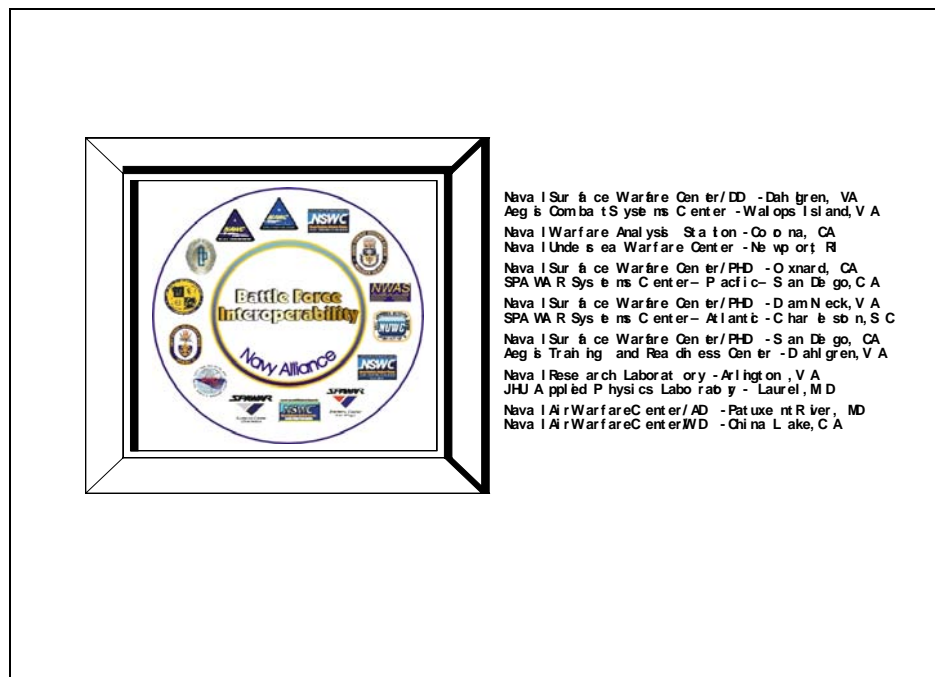 Battle Force
Interoperability
Navy Alliance
NSWC
NWAS
NUWC
NSWC
SPAWAR
NSWC
SPAWAR
Naval Surface Warfare Center/DD - Dahlgren, VA
Aegis Combat Systems Center - Wallops Island, VA
Naval Warfare Analysis Station - Corona, CA
Naval Undersea Warfare Center - Newport, RI
Naval Surface Warfare Center/PHD - Oxnard, CA
SPAWAR Systems Center – Pacific – San Diego, CA
Naval Surface Warfare Center/PHD - Dam Neck, VA
SPAWAR Systems Center – Atlantic - Charleston, SC
Naval Surface Warfare Center/PHD - San Diego, CA
Aegis Training and Readiness Center - Dahlgren, VA
Naval Research Laboratory - Arlington, VA
JHU Applied Physics Laboratory - Laurel, MD
Naval Air Warfare Center/AD - Patuxent River, MD
Naval Air Warfare Center/WD - China Lake, CA